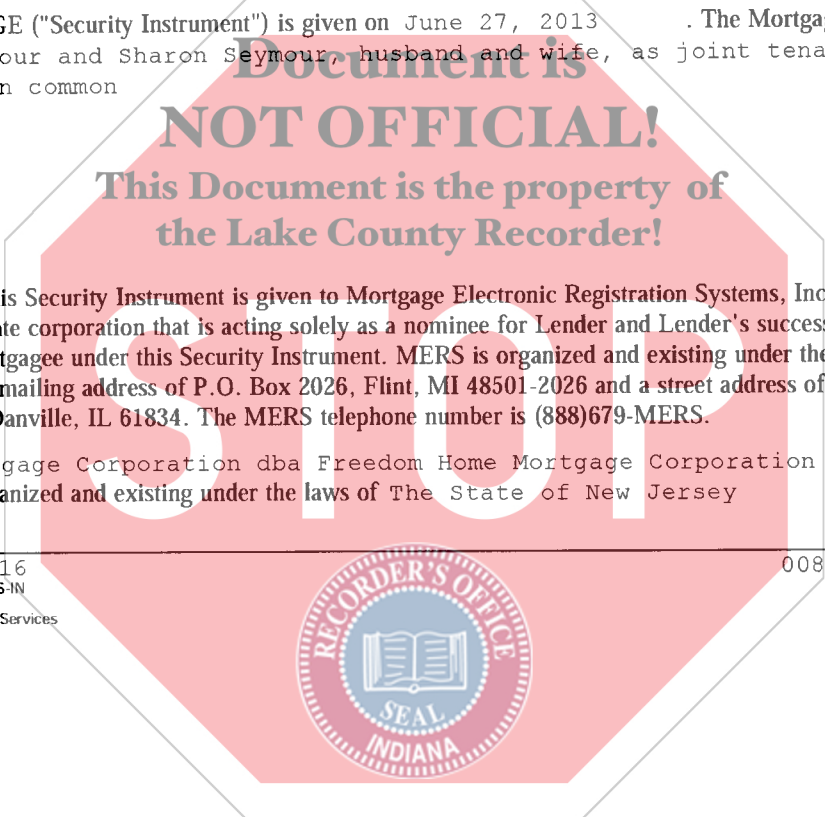 GE ("Security Instrument") is given on June 27, 2013 . The Mortga
our and Sharon Seymour, husband and wife, as joint tena
n common
Document is
NOT OFFICIAL!
This Document is the property of
the Lake County Recorder!
is Security Instrument is given to Mortgage Electronic Registration Systems, Inc
te corporation that is acting solely as a nominee for Lender and Lender's success
tgagee under this Security Instrument. MERS is organized and existing under the
mailing address of P.O. Box 2026, Flint, MI 48501-2026 and a street address of
Danville, IL 61834. The MERS telephone number is (888)679-MERS.
gage Corporation dba Freedom Home Mortgage Corporation
anized and existing under the laws of The State of New Jersey
STOP
16 008
S-IN
Services
RECORDER'S OFFICE
SEAL
INDIANA